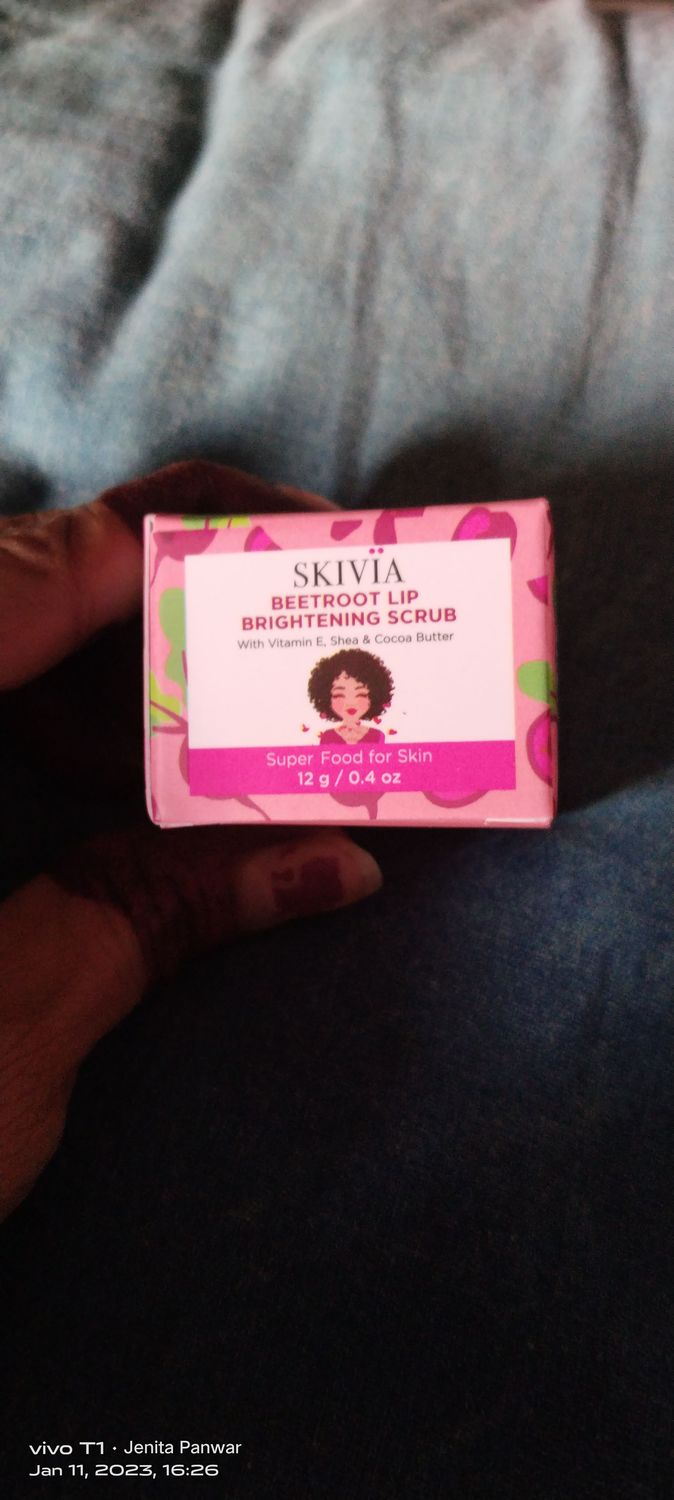 SKIVÏA
BEETROOT LIP
BRIGHTENING SCRUB
With Vitamin E, Shea & Cocoa Butter
Super Food for Skin
12 g / 0.4 oz
vivo T1 · Jenita Panwar
Jan 11, 2023, 16:26